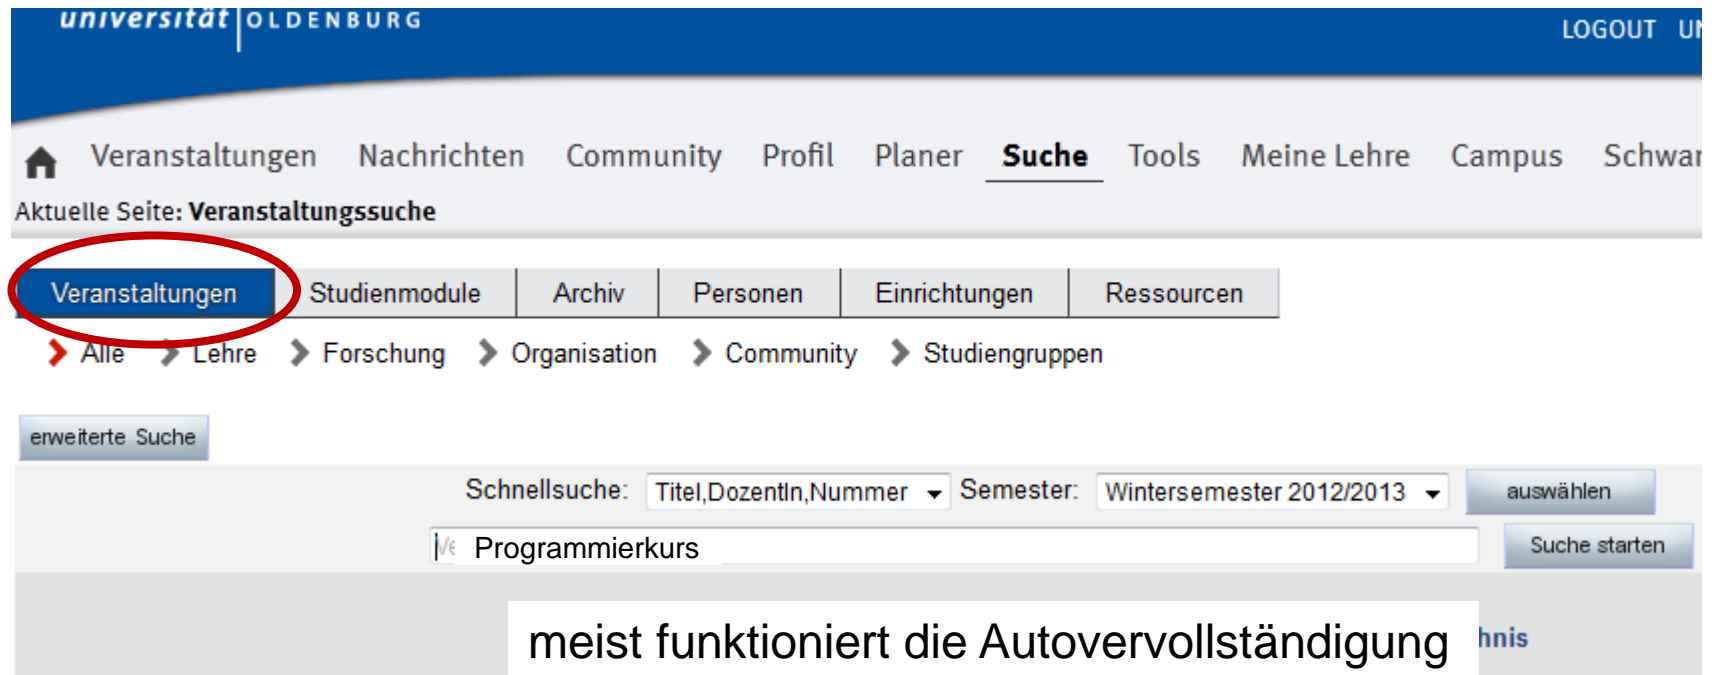 universität OLDENBURG
LOGOUT
Veranstaltungen Nachrichten Community Profil Planer Suche Tools Meine Lehre Campus
Aktuelle Seite: Veranstaltungssuche
Veranstaltungen Studienmodule Archiv Personen Einrichtungen Ressourcen
Alle Lehre Forschung Organisation Community Studiengruppen
erweiterte Suche
Schnellsuche: Titel,DozentIn,Nummer Semester: Wintersemester 2012/2013 auswählen
Programmierkurs Suche starten
meist funktioniert die Autovervollständigung